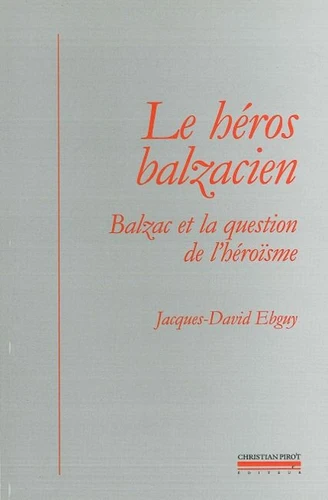 Le héros
balzacien
Balzac et la question
de l'héroïsme
Jacques-David Ebguy
CHRISTIAN PIROT
ÉDITEUR